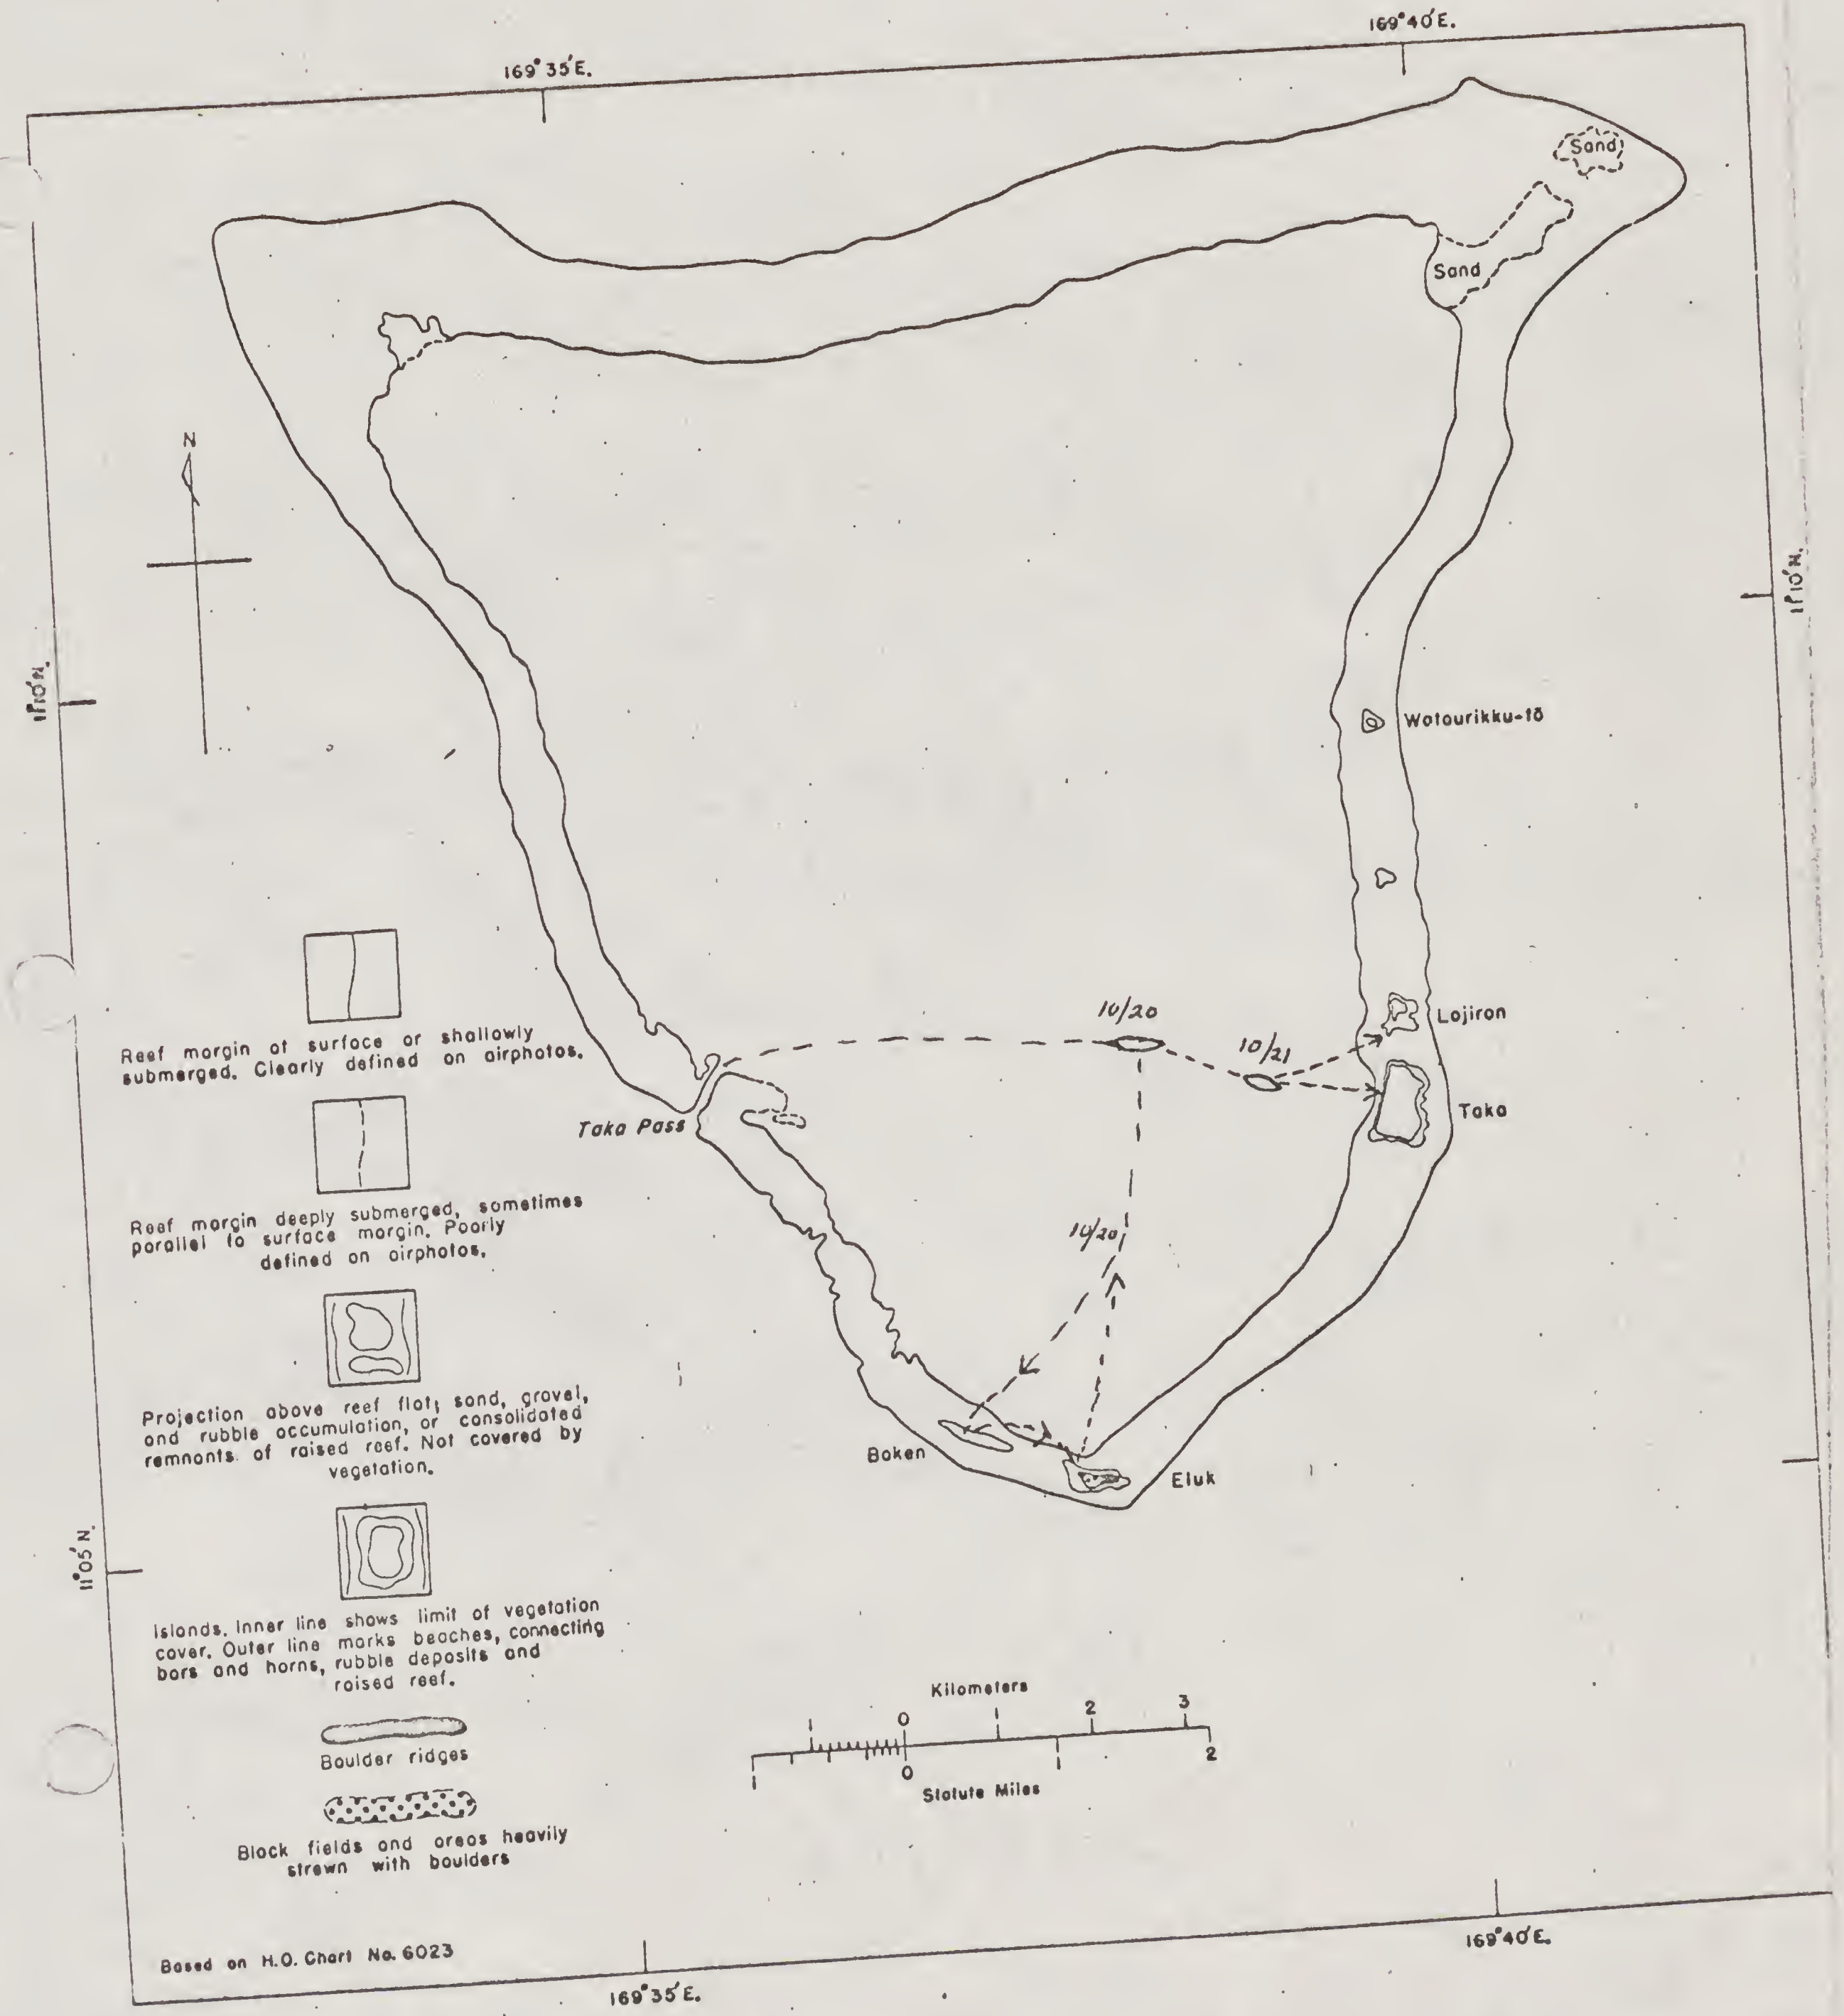 169°35'E.
169°40'E.
Sand
Sand
N
11°10'N.
11°10'N.
Watourikku-tō
10/20
10/21
Lojiron
Taka
Taka Pass
10/20
Boken
Eluk
Reef margin at surface or shallowly
submerged. Clearly defined on airphotos.
Reef margin deeply submerged, sometimes
parallel to surface margin. Poorly
defined on airphotos.
Projection above reef flat; sand, gravel,
and rubble accumulation, or consolidated
remnants of raised reef. Not covered by
vegetation.
11°05'N.
Islands. Inner line shows limit of vegetation
cover. Outer line marks beaches, connecting
bars and horns, rubble deposits and
raised reef.
Boulder ridges
Block fields and areas heavily
strewn with boulders
Kilometers
1 0 1 2 3
1 0 1 2
Statute Miles
Based on H.O. Chart No. 6023
169°35'E.
169°40'E.